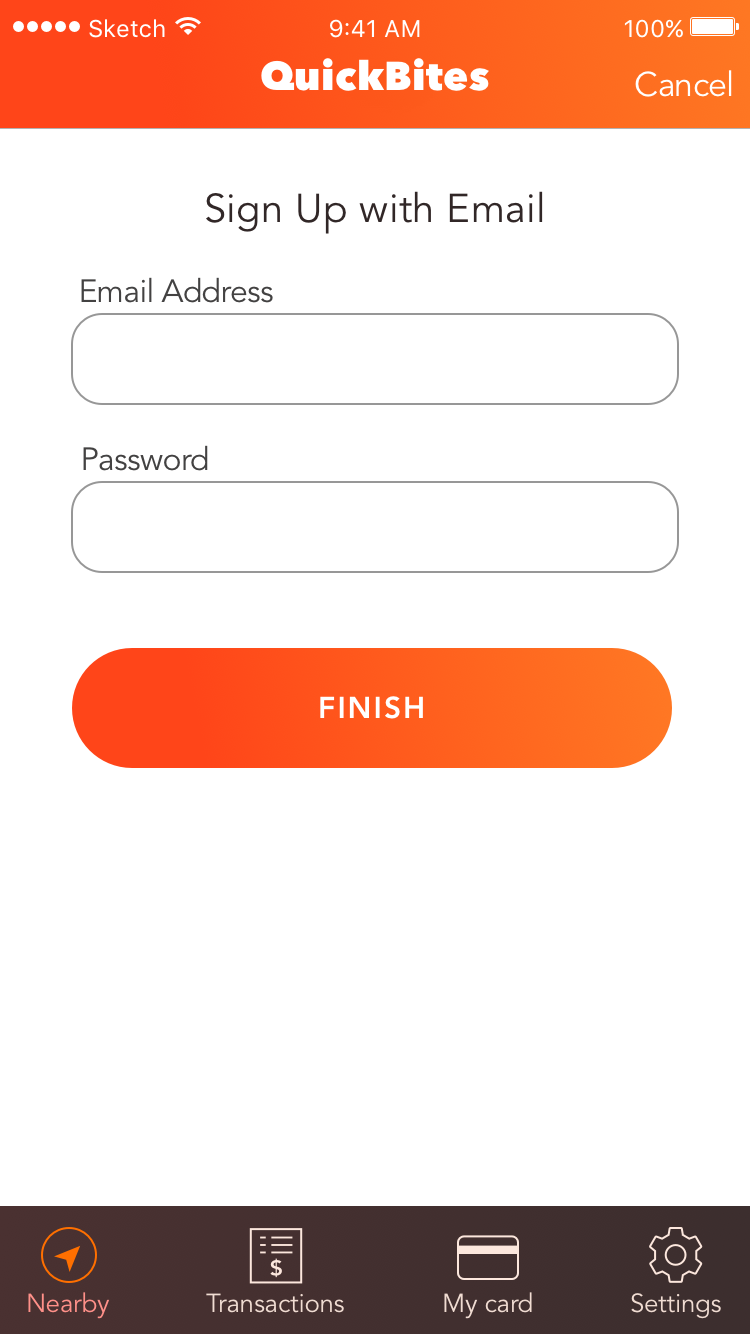 Sketch 9:41 AM 100%
QuickBites
Cancel
Sign Up with Email
Email Address
Password
FINISH
$
Nearby Transactions My card Settings